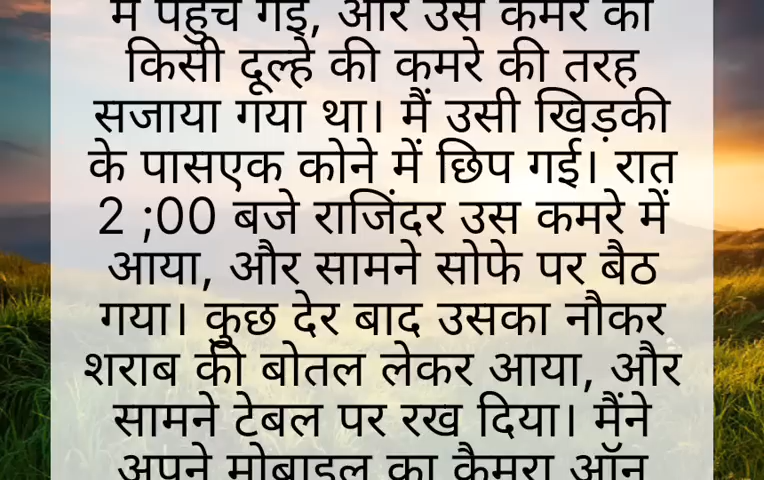 में पहुंच गई, और उस कमरे को
किसी दूल्हे की कमरे की तरह
सजाया गया था। मैं उसी खिड़की
के पासएक कोने में छिप गई। रात
2 ;00 बजे राजिंदर उस कमरे में
आया, और सामने सोफे पर बैठ
गया। कुछ देर बाद उसका नौकर
शराब की बोतल लेकर आया, और
सामने टेबल पर रख दिया। मैंने
अपने मोबाइल का कैमरा ऑन